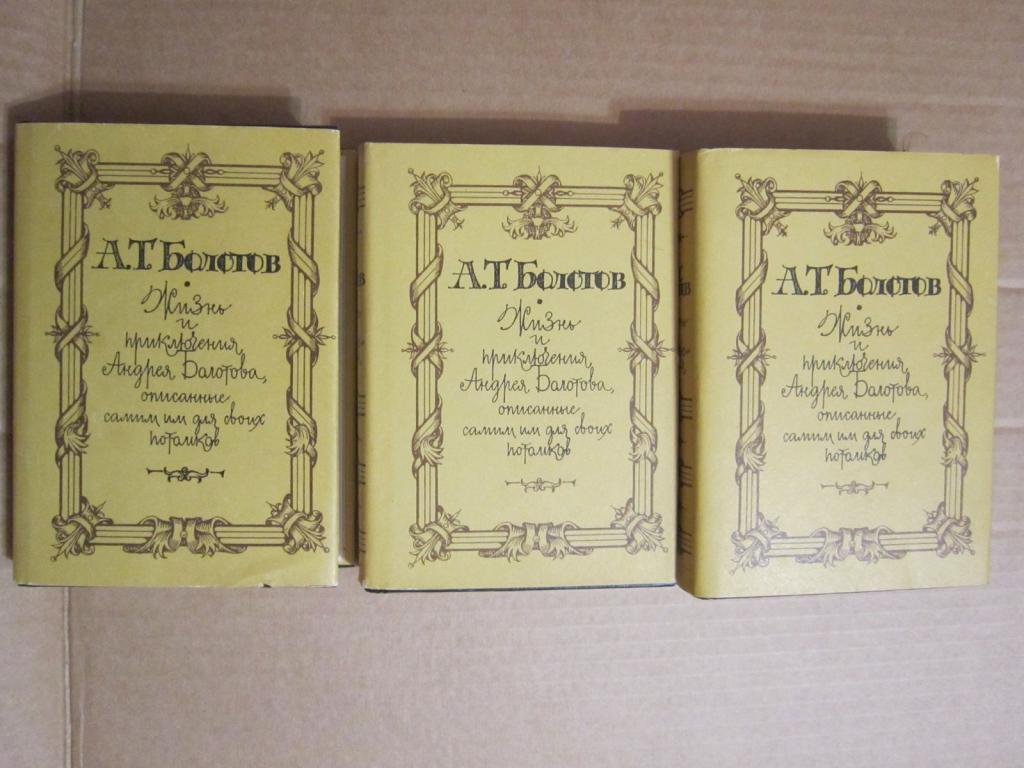 А.Т. Болотов
Жизнь
и
приключения
Андрея Болотова,
описанные
самим им для своих
потомков
А.Т. Болотов
Жизнь
и
приключения
Андрея Болотова,
описанные
самим им для своих
потомков
А.Т. Болотов
Жизнь
и
приключения
Андрея Болотова,
описанные
самим им для своих
потомков